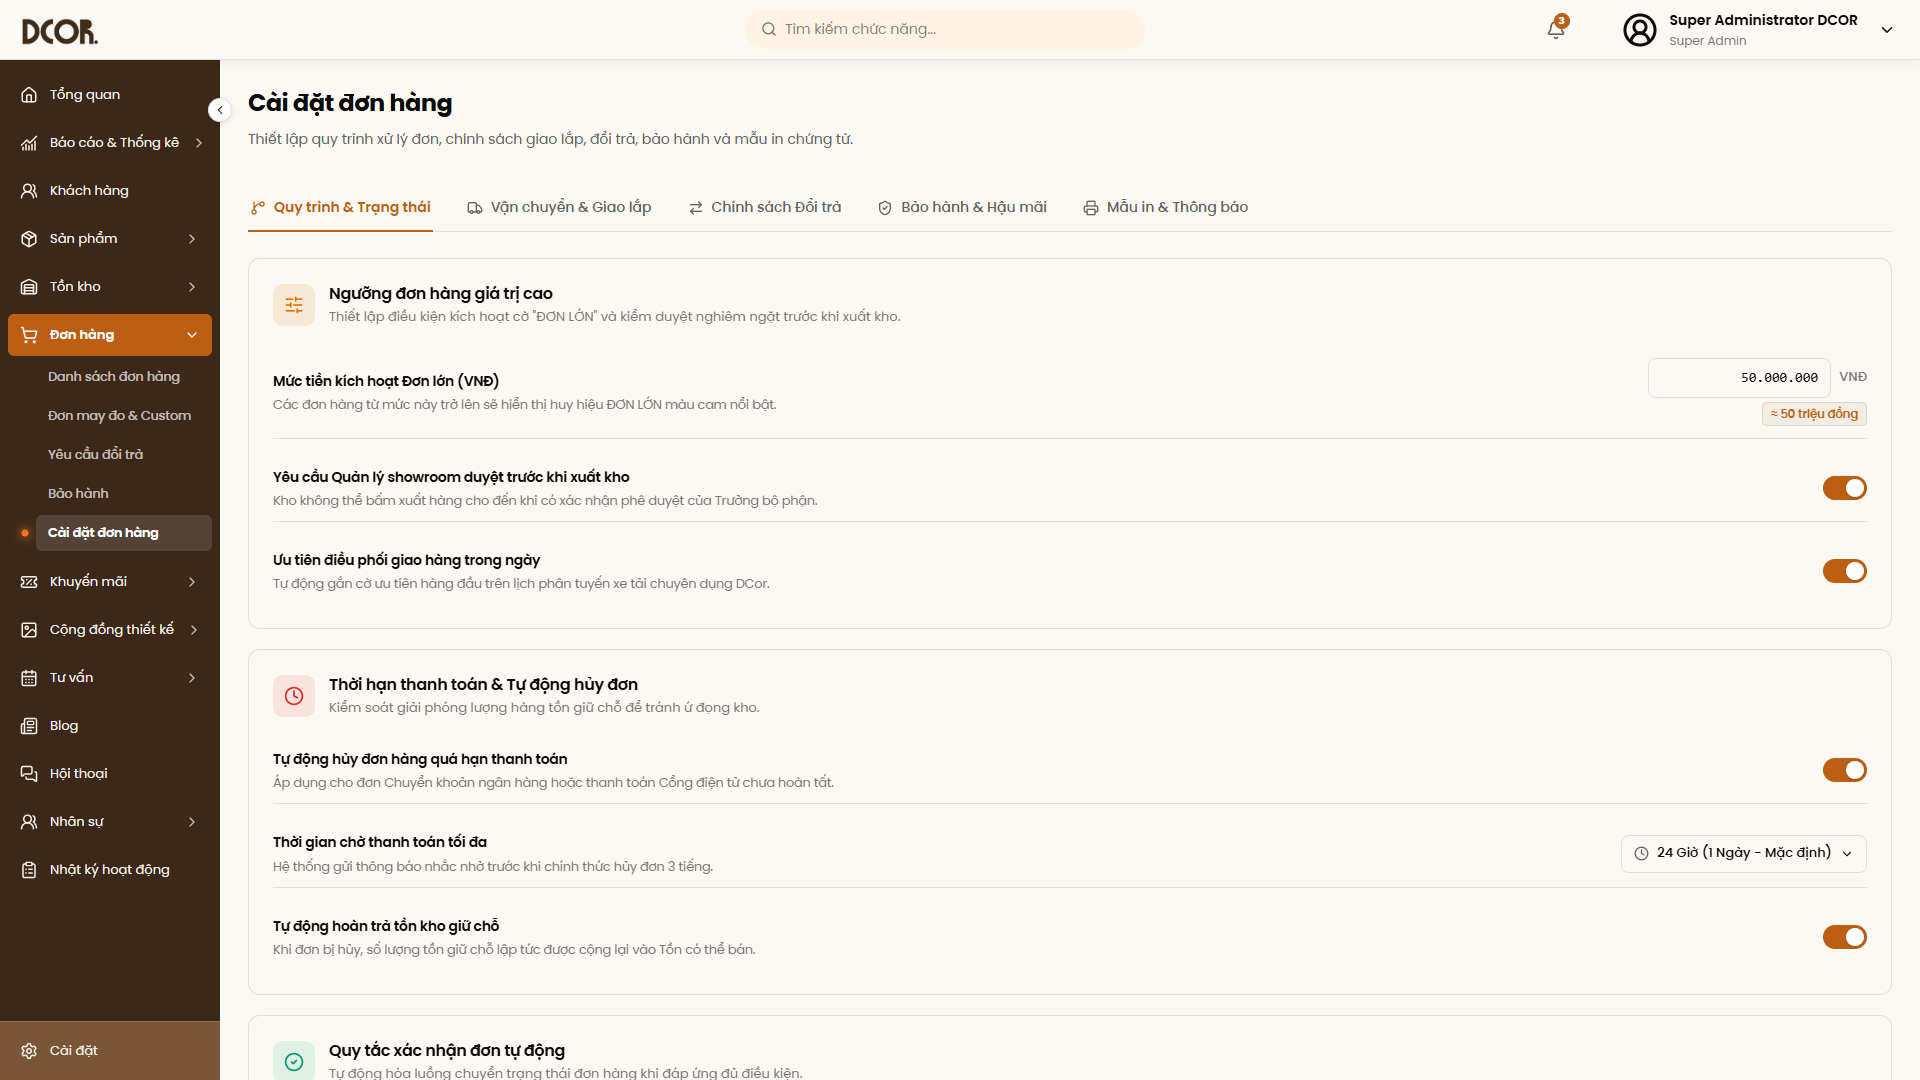 DCOR.
Tìm kiếm chức năng...
3
Super Administrator DCOR
Super Admin
Tổng quan
Báo cáo & Thống kê
Khách hàng
Sản phẩm
Tồn kho
Đơn hàng
Danh sách đơn hàng
Đơn may đo & Custom
Yêu cầu đổi trả
Bảo hành
Cài đặt đơn hàng
Khuyến mãi
Cộng đồng thiết kế
Tư vấn
Blog
Hội thoại
Nhân sự
Nhật ký hoạt động
Cài đặt
Cài đặt đơn hàng
Thiết lập quy trình xử lý đơn, chính sách giao lắp, đổi trả, bảo hành và mẫu in chứng từ.
Quy trình & Trạng thái
Vận chuyển & Giao lắp
Chính sách Đổi trả
Bảo hành & Hậu mãi
Mẫu in & Thông báo
Ngưỡng đơn hàng giá trị cao
Thiết lập điều kiện kích hoạt cờ "ĐƠN LỚN" và kiểm duyệt nghiêm ngặt trước khi xuất kho.
Mức tiền kích hoạt Đơn lớn (VNĐ)
Các đơn hàng từ mức này trở lên sẽ hiển thị huy hiệu ĐƠN LỚN màu cam nổi bật.
50.000.000 VNĐ
≈ 50 triệu đồng
Yêu cầu Quản lý showroom duyệt trước khi xuất kho
Kho không thể bấm xuất hàng cho đến khi có xác nhận phê duyệt của Trưởng bộ phận.
Ưu tiên điều phối giao hàng trong ngày
Tự động gắn cờ ưu tiên hàng đầu trên lịch phân tuyến xe tải chuyên dụng DCor.
Thời hạn thanh toán & Tự động hủy đơn
Kiểm soát giải phóng lượng hàng tồn giữ chỗ để tránh ứ đọng kho.
Tự động hủy đơn hàng quá hạn thanh toán
Áp dụng cho đơn Chuyển khoản ngân hàng hoặc thanh toán Cổng điện tử chưa hoàn tất.
Thời gian chờ thanh toán tối đa
Hệ thống gửi thông báo nhắc nhở trước khi chính thức hủy đơn 3 tiếng.
24 Giờ (1 Ngày - Mặc định)
Tự động hoàn trả tồn kho giữ chỗ
Khi đơn bị hủy, số lượng tồn giữ chỗ lập tức được cộng lại vào Tồn có thể bán.
Quy tắc xác nhận đơn tự động
Tự động hóa luồng chuyển trạng thái đơn hàng khi đáp ứng đủ điều kiện.